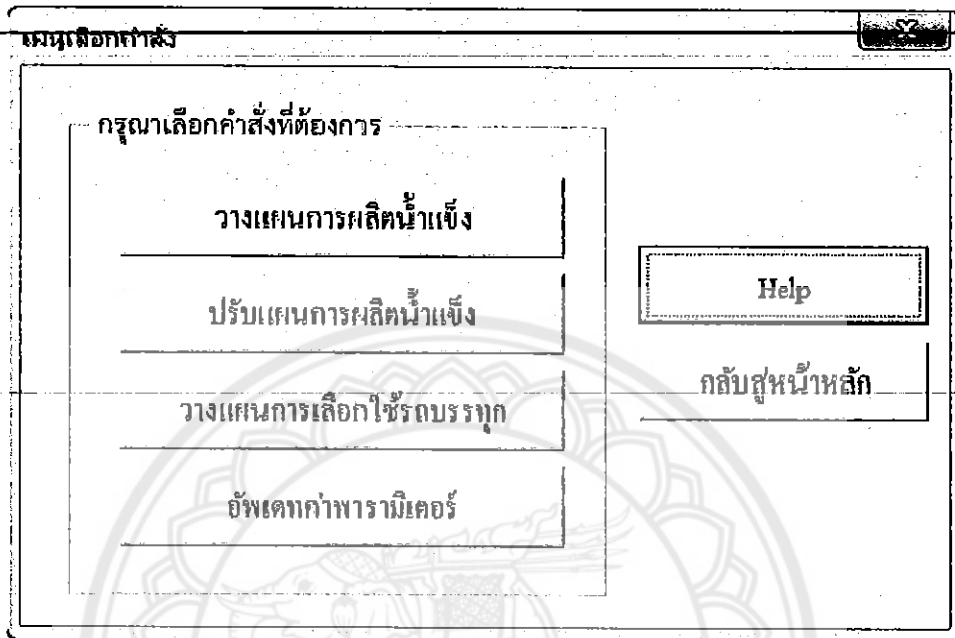 เมนูเลือกคำสั่ง
กรุณาเลือกคำสั่งที่ต้องการ
วางแผนการผลิตน้ำแข็ง
ปรับแผนการผลิตน้ำแข็ง
วางแผนการเลือกใช้รถบรรทุก
อัพเดทค่าพารามิเตอร์
Help
กลับสู่หน้าหลัก